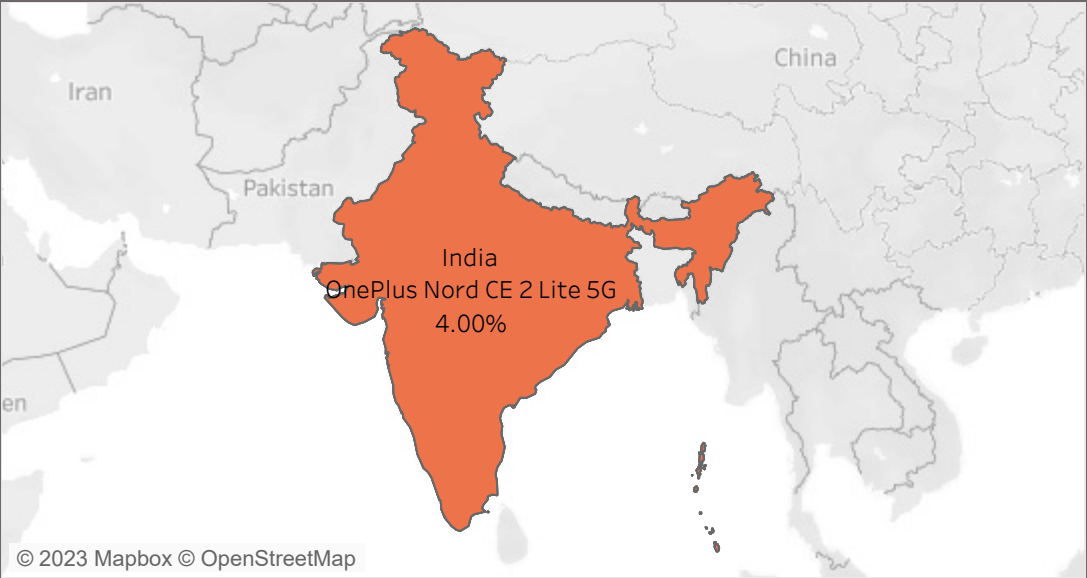 China
Iran
Pakistan
India
OnePlus Nord CE 2 Lite 5G
4.00%
en
© 2023 Mapbox © OpenStreetMap